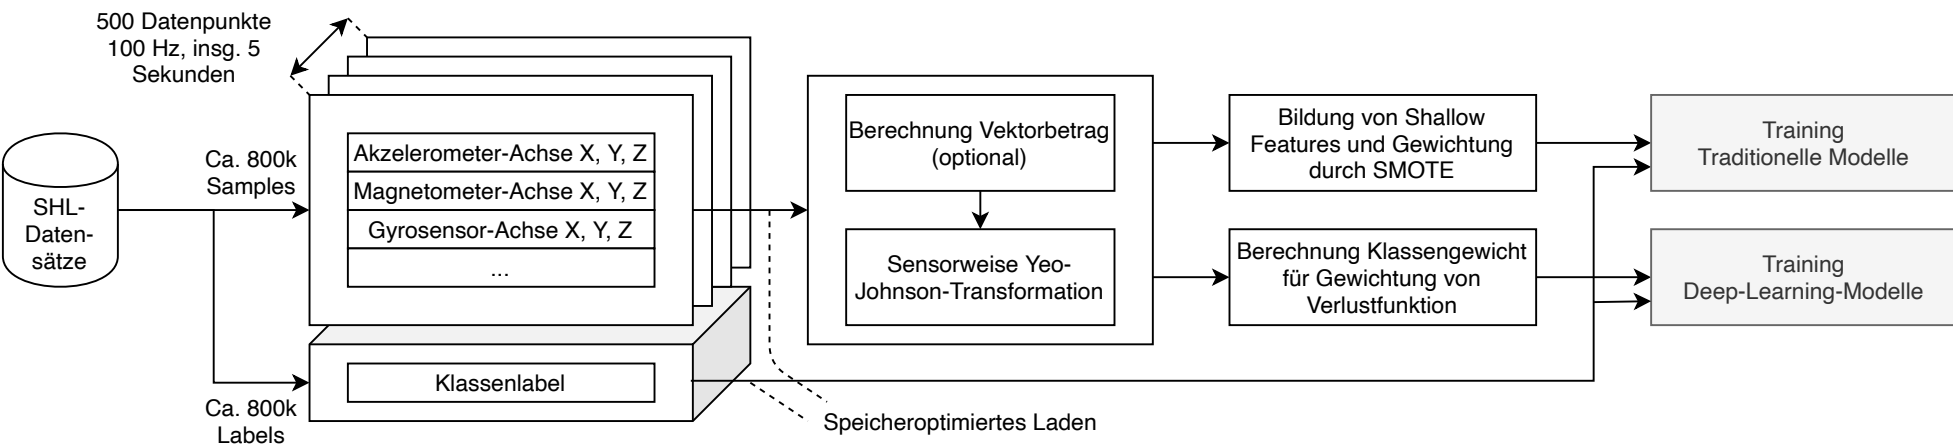 500 Datenpunkte
100 Hz, insg. 5
Sekunden
SHL-
Daten-
sätze
Ca. 800k
Samples
Ca. 800k
Labels
Akzelerometer-Achse X, Y, Z
Magnetometer-Achse X, Y, Z
Gyrosensor-Achse X, Y, Z
...
Klassenlabel
Speicheroptimiertes Laden
Berechnung Vektorbetrag
(optional)
Sensorweise Yeo-
Johnson-Transformation
Bildung von Shallow
Features und Gewichtung
durch SMOTE
Berechnung Klassengewicht
für Gewichtung von
Verlustfunktion
Training
Traditionelle Modelle
Training
Deep-Learning-Modelle